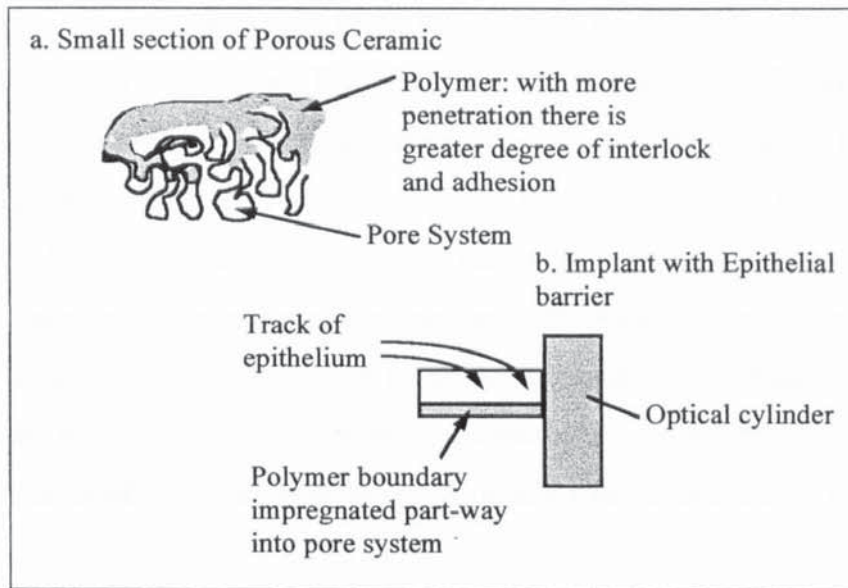 a. Small section of Porous Ceramic
Polymer: with more
penetration there is
greater degree of interlock
and adhesion
Pore System
b. Implant with Epithelial
barrier
Track of
epithelium
Optical cylinder
Polymer boundary
impregnated part-way
into pore system